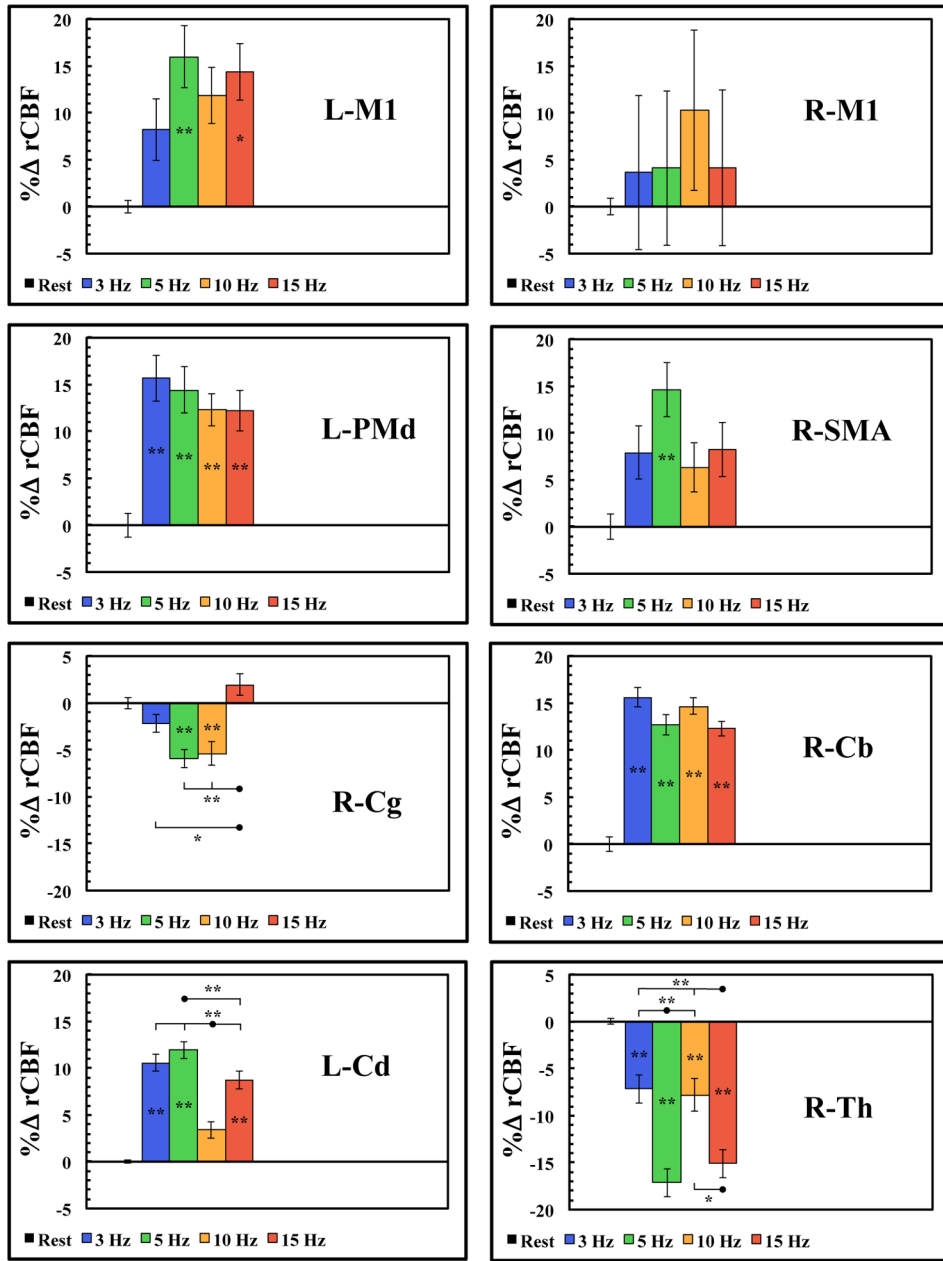 20
15
10
5
0
-5
%Δ rCBF
**
*
L-M1
■ Rest ■ 3 Hz ■ 5 Hz ■ 10 Hz ■ 15 Hz
20
15
10
5
0
-5
%Δ rCBF
R-M1
■ Rest ■ 3 Hz ■ 5 Hz ■ 10 Hz ■ 15 Hz
20
15
10
5
0
-5
%Δ rCBF
** ** ** **
L-PMd
■ Rest ■ 3 Hz ■ 5 Hz ■ 10 Hz ■ 15 Hz
20
15
10
5
0
-5
%Δ rCBF
**
R-SMA
■ Rest ■ 3 Hz ■ 5 Hz ■ 10 Hz ■ 15 Hz
5
0
-5
-10
-15
-20
%Δ rCBF
** **
**
*
R-Cg
■ Rest ■ 3 Hz ■ 5 Hz ■ 10 Hz ■ 15 Hz
20
15
10
5
0
-5
%Δ rCBF
** ** ** **
R-Cb
■ Rest ■ 3 Hz ■ 5 Hz ■ 10 Hz ■ 15 Hz
20
15
10
5
0
-5
%Δ rCBF
**
**
** ** **
L-Cd
■ Rest ■ 3 Hz ■ 5 Hz ■ 10 Hz ■ 15 Hz
5
0
-5
-10
-15
-20
%Δ rCBF
**
**
** ** ** **
*
R-Th
■ Rest ■ 3 Hz ■ 5 Hz ■ 10 Hz ■ 15 Hz